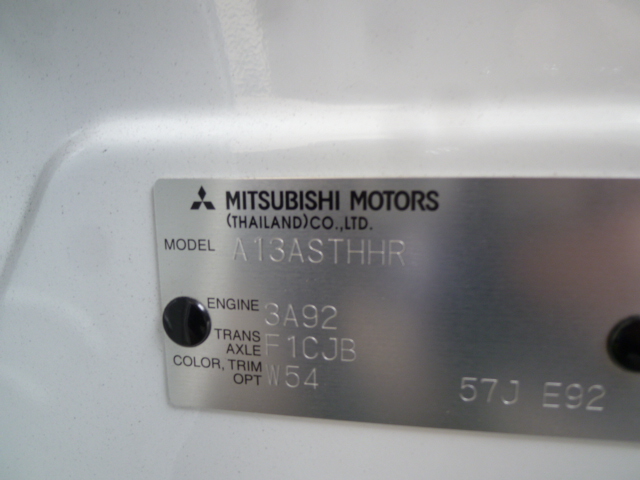 MITSUBISHI MOTORS
(THAILAND)CO.,LTD.
MODEL A13ASTHHR
ENGINE 3A92
TRANS
AXLE F1CJB
COLOR, TRIM
OPT W54 57J E92